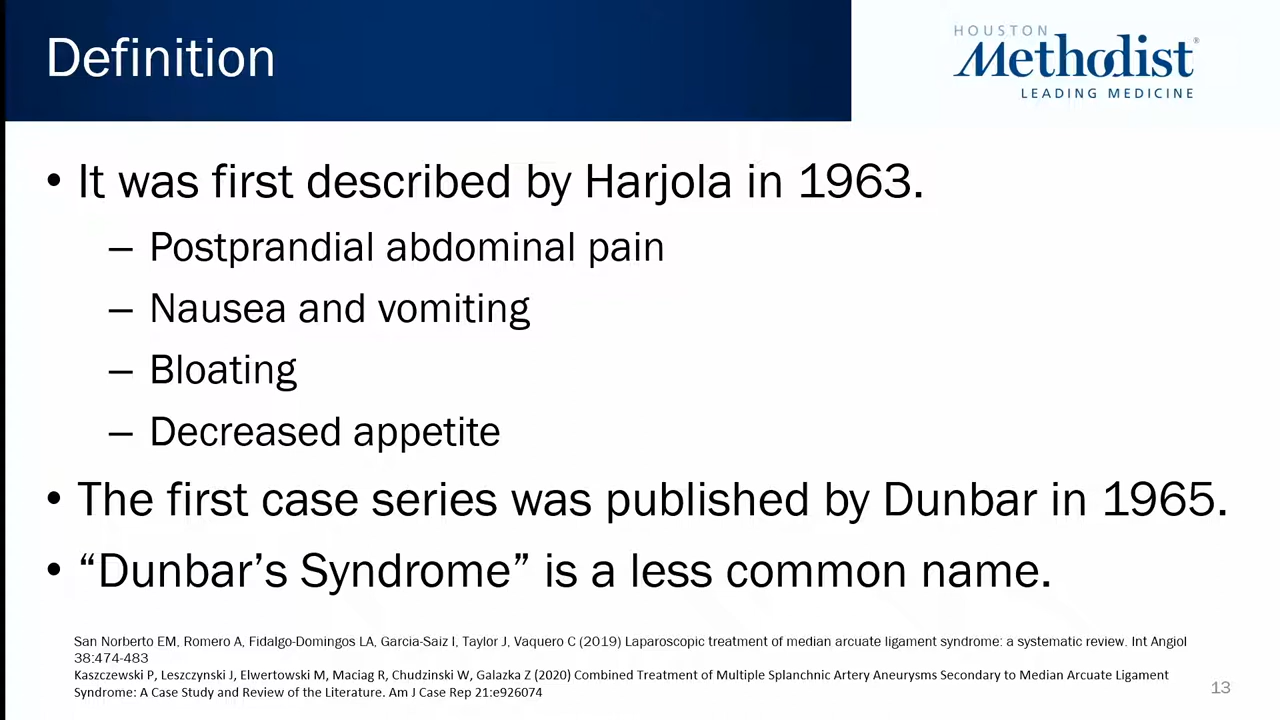 Definition
HOUSTON
Methodist®
LEADING MEDICINE
• It was first described by Harjola in 1963.
– Postprandial abdominal pain
– Nausea and vomiting
– Bloating
– Decreased appetite
• The first case series was published by Dunbar in 1965.
• “Dunbar’s Syndrome” is a less common name.
San Norberto EM, Romero A, Fidalgo-Domingos LA, Garcia-Saiz I, Taylor J, Vaquero C (2019) Laparoscopic treatment of median arcuate ligament syndrome: a systematic review. Int Angiol
38:474-483
Kaszczewski P, Leszczynski J, Elwertowski M, Maciag R, Chudzinski W, Galazka Z (2020) Combined Treatment of Multiple Splanchnic Artery Aneurysms Secondary to Median Arcuate Ligament
Syndrome: A Case Study and Review of the Literature. Am J Case Rep 21:e926074
13